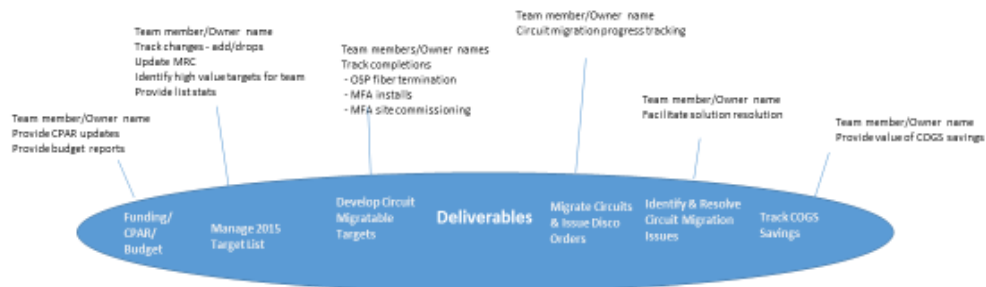 Team member/Owner name
Circuit migration progress tracking
Team member/Owner name
Track changes - add/drops
Update MRC
Identify high value targets for team
Provide list stats
Team members/Owner names
Track completions
- OSP fiber termination
- MFA installs
- MFA site commissioning
Team member/Owner name
Facilitate solution resolution
Team member/Owner name
Provide CPAR updates
Provide budget reports
Team member/Owner name
Provide value of COGS savings
Funding/
CPAR/
Budget
Manage 2015
Target List
Develop Circuit
Migratable
Targets
Deliverables
Migrate Circuits
& Issue Disco
Orders
Identify & Resolve
Circuit Migration
Issues
Track COGS
Savings